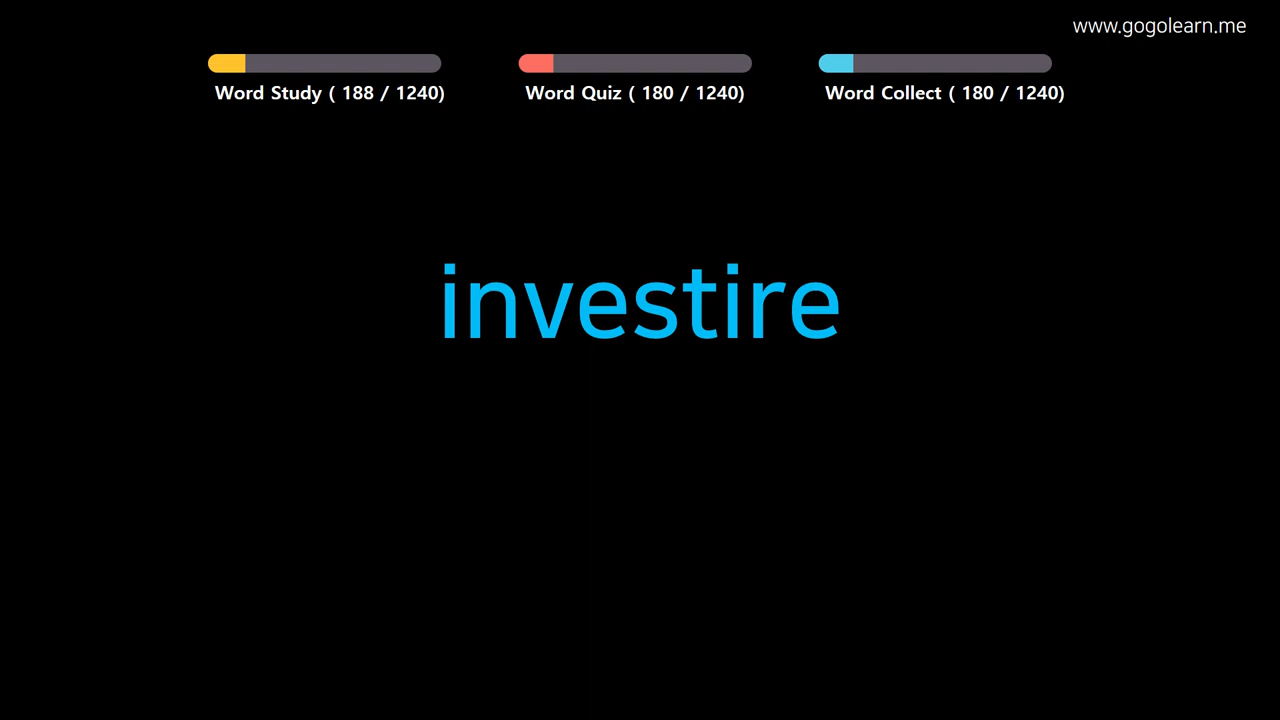 www.gogolearn.me
Word Study ( 188 / 1240)
Word Quiz ( 180 / 1240)
Word Collect ( 180 / 1240)
investire